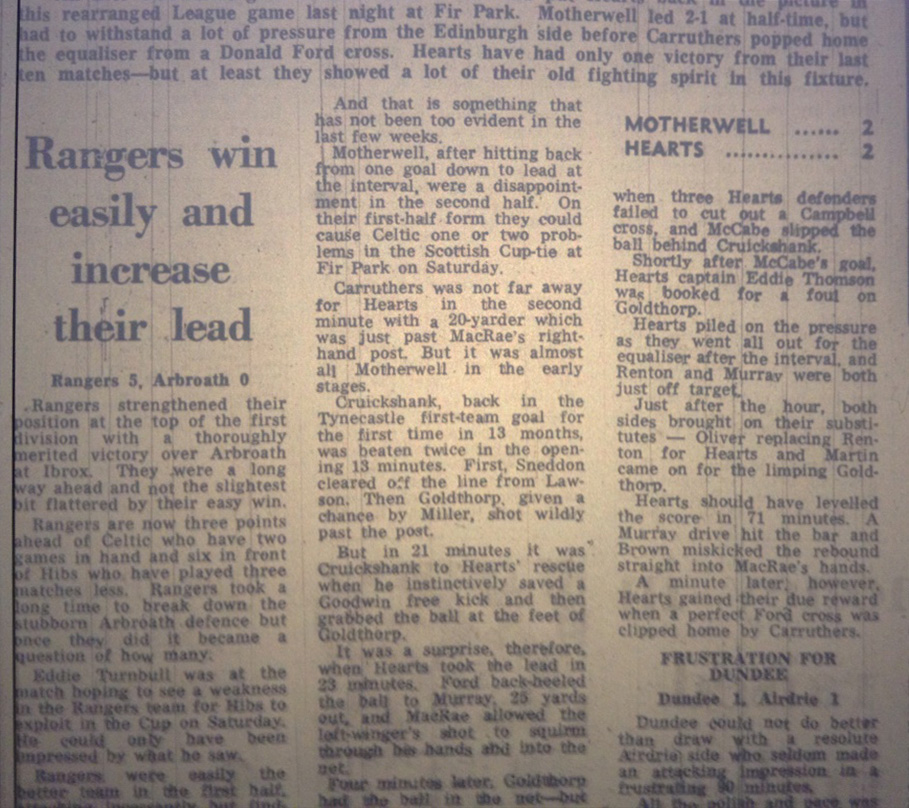 this rearranged League game last night at Fir Park. Motherwell led 2-1 at half-time, but
had to withstand a lot of pressure from the Edinburgh side before Carruthers popped home
the equaliser from a Donald Ford cross. Hearts have had only one victory from their last
ten matches—but at least they showed a lot of their old fighting spirit in this fixture.
Rangers win
easily and
increase
their lead
Rangers 5, Arbroath 0
Rangers strengthened their
position at the top of the first
division with a thoroughly
merited victory over Arbroath
at Ibrox. They were a long
way ahead and not the slightest
bit flattered by their easy win.
Rangers are now three points
ahead of Celtic who have two
games in hand and six in front
of Hibs who have played three
matches less. Rangers took a
long time to break down the
stubborn Arbroath defence but
once they did it became a
question of how many.
Eddie Turnbull was at the
match hoping to see a weakness
in the Rangers team for Hibs to
exploit in the Cup on Saturday.
He could only have been
impressed by what he saw.
Rangers were easily the
better team in the first half,
And that is something that
has not been too evident in the
last few weeks.
Motherwell, after hitting back
from one goal down to lead at
the interval, were a disappoint-
ment in the second half. On
their first-half form they could
cause Celtic one or two prob-
lems in the Scottish Cup-tie at
Fir Park on Saturday.
Carruthers was not far away
for Hearts in the second
minute with a 20-yarder which
was just past MacRae's right-
hand post. But it was almost
all Motherwell in the early
stages.
Cruickshank, back in the
Tynecastle first-team goal for
the first time in 13 months,
was beaten twice in the open-
ing 13 minutes. First, Sneddon
cleared off the line from Law-
son. Then Goldthorp, given a
chance by Miller, shot wildly
past the post.
But in 21 minutes it was
Cruickshank to Hearts' rescue
when he instinctively saved a
Goodwin free kick and then
grabbed the ball at the feet of
Goldthorp.
It was a surprise, therefore,
when Hearts took the lead in
23 minutes. Ford back-heeled
the ball to Murray, 25 yards
out, and MacRae allowed the
left-winger's shot to squirm
through his hands and into the
net.
Four minutes later, Goldthorp
had the ball in the net—but
MOTHERWELL ...... 2
HEARTS ............... 2
when three Hearts defenders
failed to cut out a Campbell
cross, and McCabe slipped the
ball behind Cruickshank.
Shortly after McCabe's goal,
Hearts captain Eddie Thomson
was booked for a foul on
Goldthorp.
Hearts piled on the pressure
as they went all out for the
equaliser after the interval, and
Renton and Murray were both
just off target.
Just after the hour, both
sides brought on their substi-
tutes — Oliver replacing Ren-
ton for Hearts and Martin
came on for the limping Gold-
thorp.
Hearts should have levelled
the score in 71 minutes. A
Murray drive hit the bar and
Brown miskicked the rebound
straight into MacRae's hands.
A minute later, however,
Hearts gained their due reward
when a perfect Ford cross was
clipped home by Carruthers.
FRUSTRATION FOR
DUNDEE
Dundee 1, Airdrie 1
Dundee could not do better
than draw with a resolute
Airdrie side who seldom made
an attacking impression in a
frustrating 90 minutes.